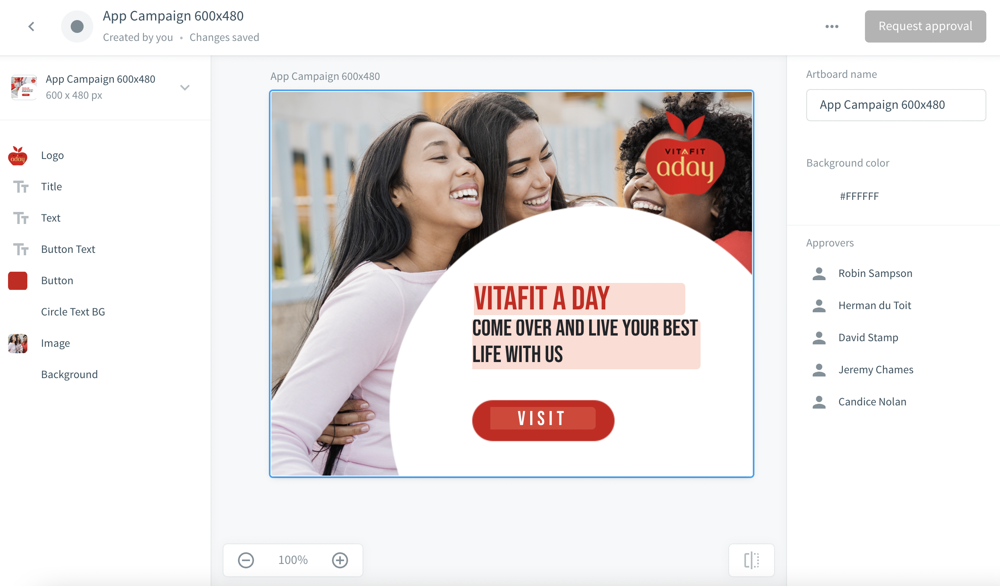 App Campaign 600x480
Created by you • Changes saved
Request approval
App Campaign 600x480
600 x 480 px
Logo
Title
Text
Button Text
Button
Circle Text BG
Image
Background
App Campaign 600x480
VITAFIT
aday
VITAFIT A DAY
COME OVER AND LIVE YOUR BEST
LIFE WITH US
VISIT
100%
Artboard name
App Campaign 600x480
Background color
#FFFFFF
Approvers
Robin Sampson
Herman du Toit
David Stamp
Jeremy Chames
Candice Nolan